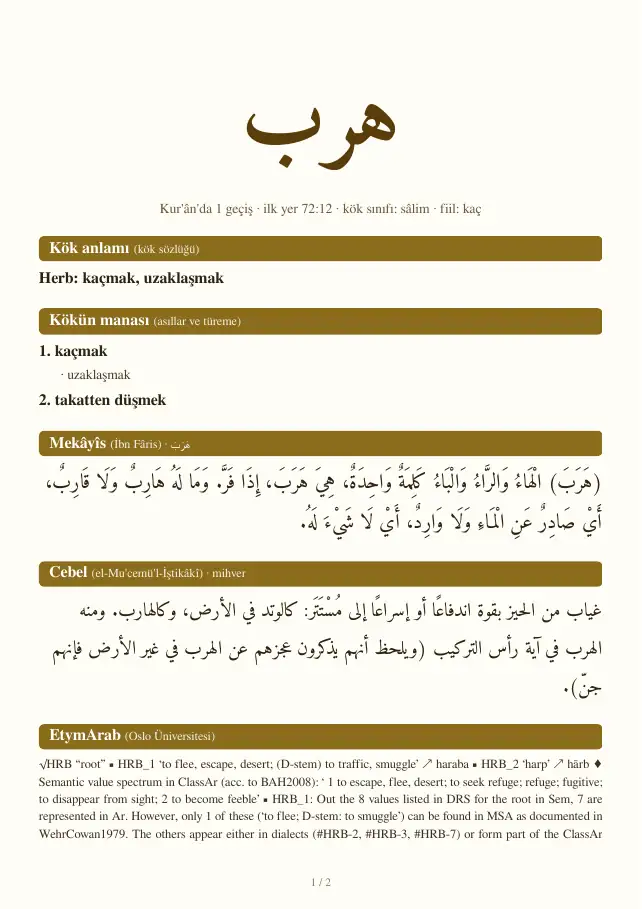 هرب
Kur'ân'da 1 geçiş · ilk yer 72:12 · kök sınıfı: sâlim · fiil: kaç
Kök anlamı (kök sözlüğü)
Herb: kaçmak, uzaklaşmak
Kökün manası (asıllar ve türeme)
1. kaçmak
· uzaklaşmak
2. takatten düşmek
Mekâyîs (İbn Fâris) · هَرَبَ
(هَرَبَ) الْهَاءُ وَالرَّاءُ وَالْبَاءُ كَلِمَةٌ وَاحِدَةٌ، هِيَ هَرَبَ، إِذَا فَرَّ. وَمَا لَهُ هَارِبٌ وَلَا قَارِبٌ،
أَيْ صَادِرٌ عَنِ الْمَاءِ وَلَا وَارِدٌ، أَيْ لَا شَيْءَ لَهُ.
Cebel (el-Mu'cemü'l-İştikâkî) · mihver
غياب من الحيز بقوة اندفاعًا أو إسراعًا إلى مُسْتَتَر: كالوتد في الأرض، وكالهارب. ومنه
الهرب في آية رأس التركيب (ويلحظ أنهم يذكرون عجزهم عن الهرب في غير الأرض فإنهم
جنّ).
EtymArab (Oslo Üniversitesi)
√HRB “root” ▪ HRB_1 ‘to flee, escape, desert; (D-stem) to traffic, smuggle’ ↗ haraba ▪ HRB_2 ‘harp’ ↗ hārb ♦
Semantic value spectrum in ClassAr (acc. to BAH2008): ‘ 1 to escape, flee, desert; to seek refuge; refuge; fugitive;
to disappear from sight; 2 to become feeble’ ▪ HRB_1: Out the 8 values listed in DRS for the root in Sem, 7 are
represented in Ar. However, only 1 of these (‘to flee; D-stem: to smuggle’) can be found in MSA as documented in
WehrCowan1979. The others appear either in dialects (#HRB-2, #HRB-3, #HRB-7) or form part of the ClassAr
1 / 2